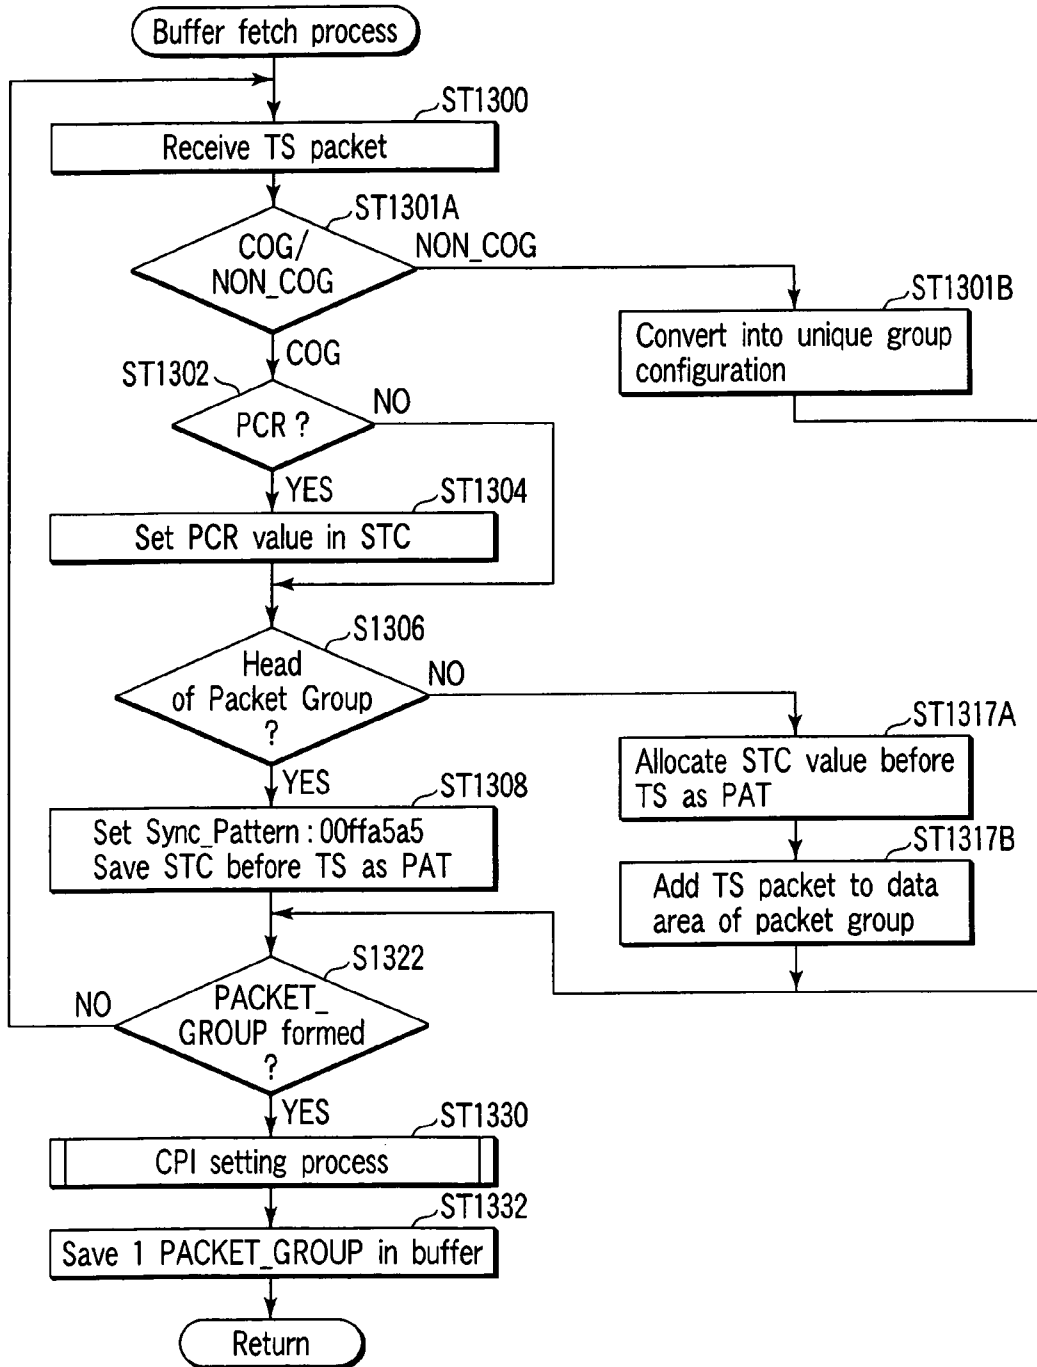 Buffer fetch process
ST1300
Receive TS packet
ST1301A
COG/
NON_COG
NON_COG
ST1301B
Convert into unique group
configuration
COG
ST1302
PCR ?
NO
YES
ST1304
Set PCR value in STC
S1306
Head
of Packet Group
?
NO
ST1317A
Allocate STC value before
TS as PAT
YES
ST1308
Set Sync_Pattern : 00ffa5a5
Save STC before TS as PAT
ST1317B
Add TS packet to data
area of packet group
S1322
NO
PACKET_
GROUP formed
?
YES
ST1330
CPI setting process
ST1332
Save 1 PACKET_GROUP in buffer
Return